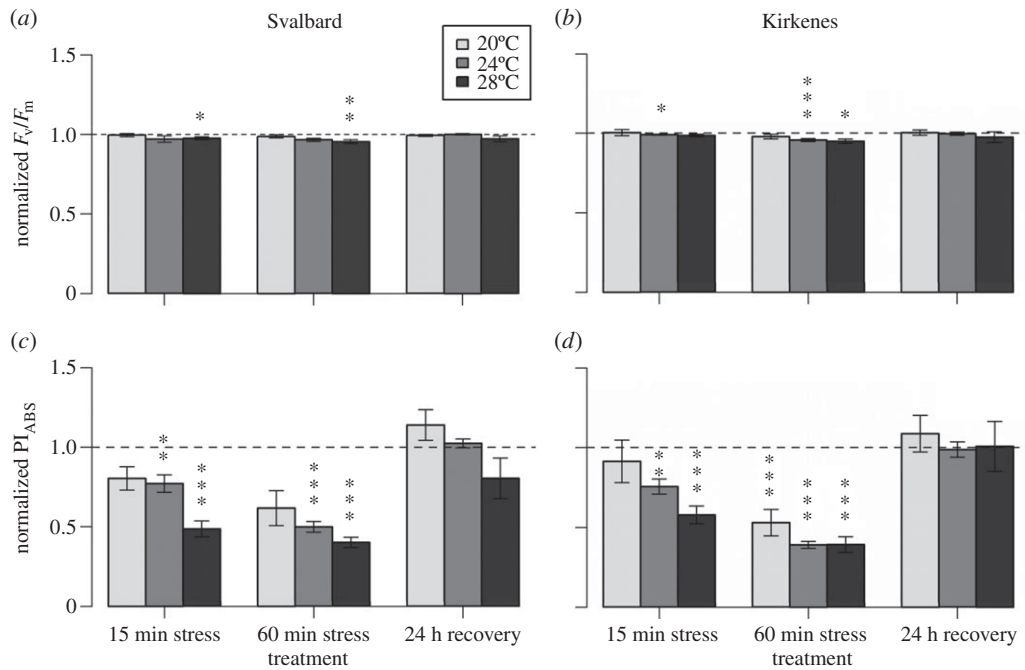 (a)
Svalbard
(b)
Kirkenes
20ºC
24ºC
28ºC
normalized Fv/Fm
1.5
1.0
0.5
0
*
* *
*
* * *
*
(c)
(d)
normalized PIABS
1.5
1.0
0.5
0
* *
* * *
* * *
* * *
* *
* * *
* * *
* * *
* * *
15 min stress
60 min stress
24 h recovery
treatment
15 min stress
60 min stress
24 h recovery
treatment